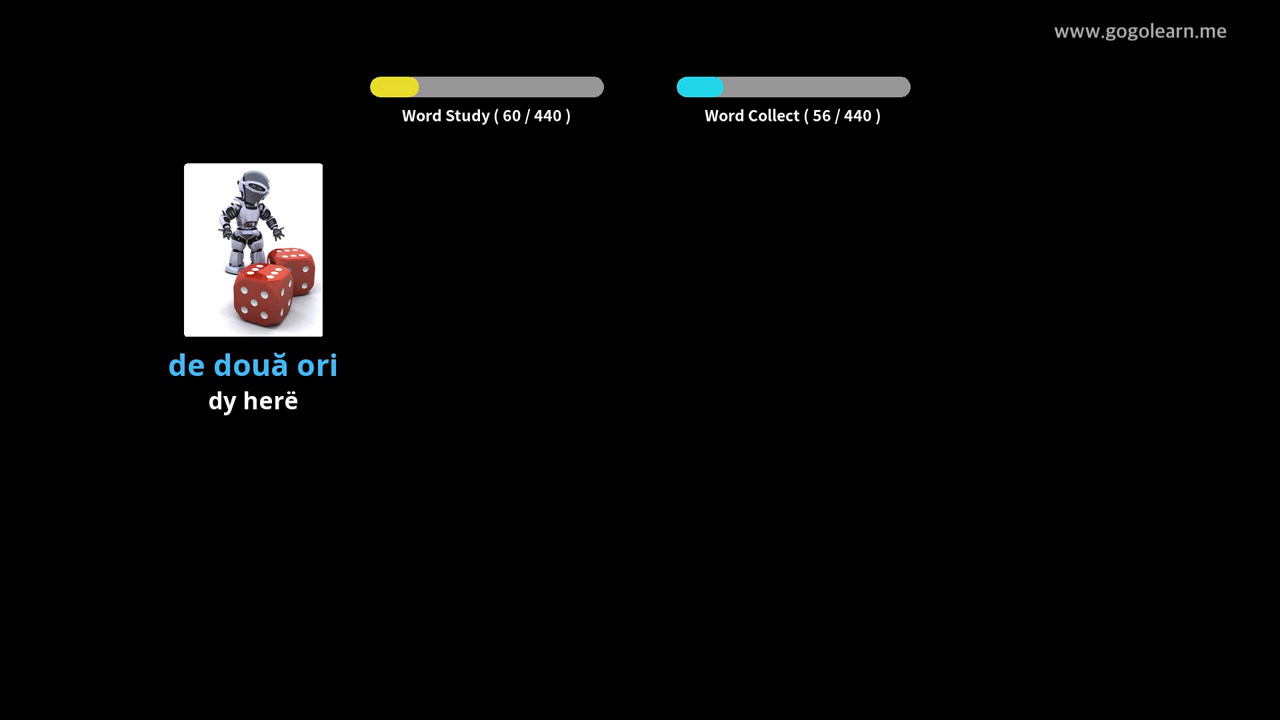 www.gogolearn.me
Word Study ( 60 / 440 )
Word Collect ( 56 / 440 )
de două ori
dy herë